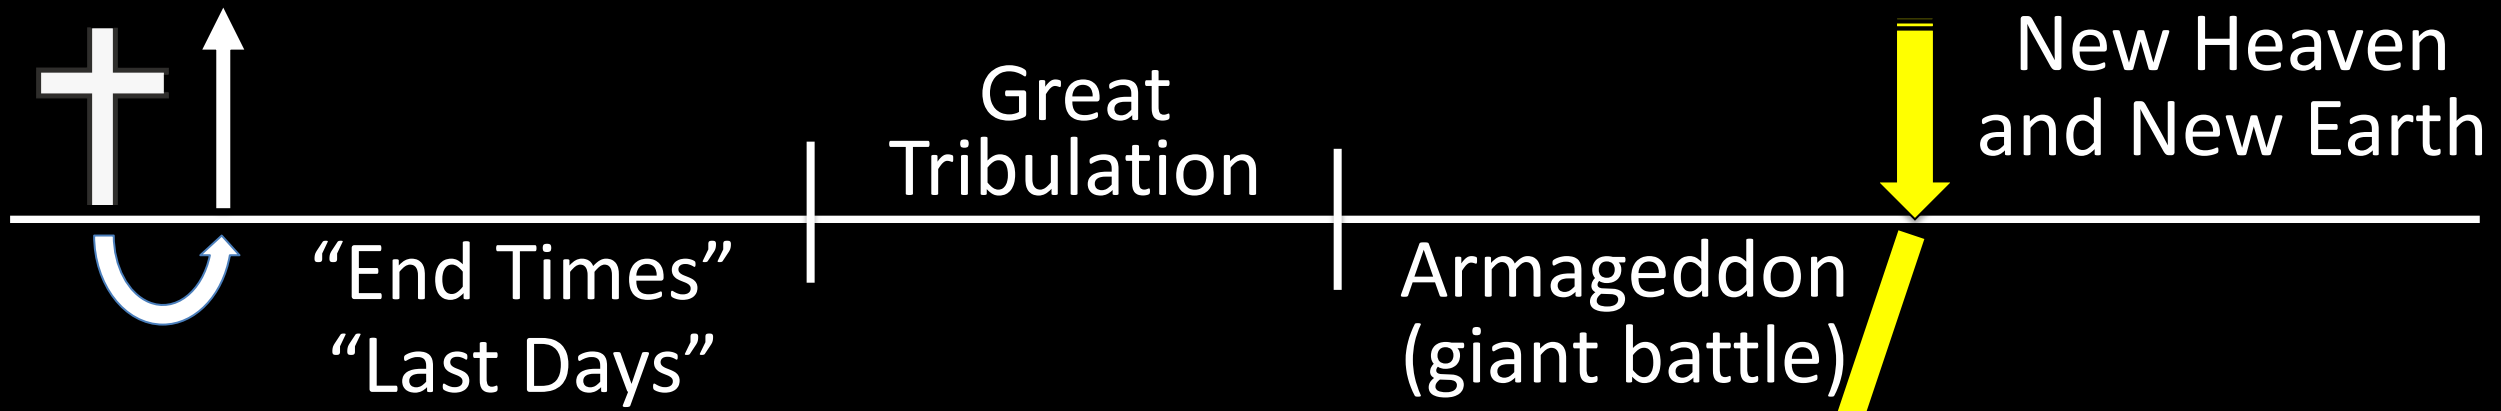 “End Times”
“Last Days”
Great
Tribulation
Armageddon
(giant battle)
New Heaven
and New Earth